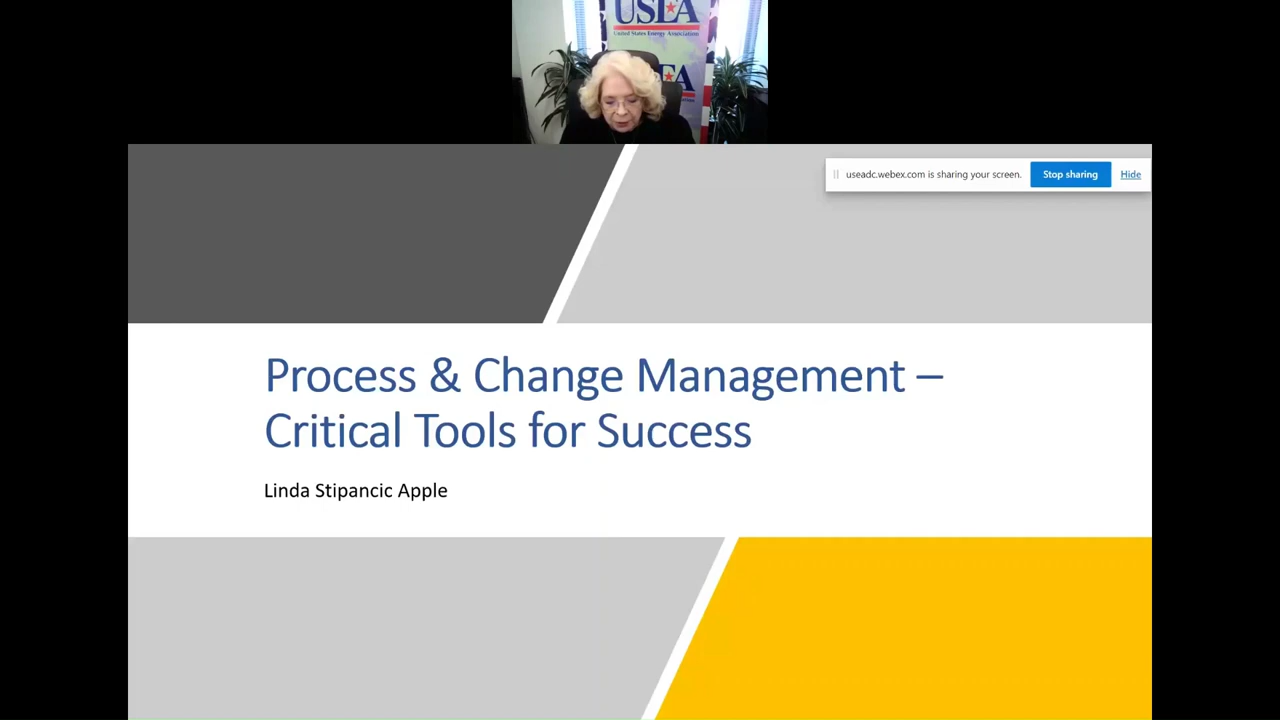 USEA
United States Energy Association
useadc.webex.com is sharing your screen.
Stop sharing
Hide
Process & Change Management –
Critical Tools for Success
Linda Stipancic Apple